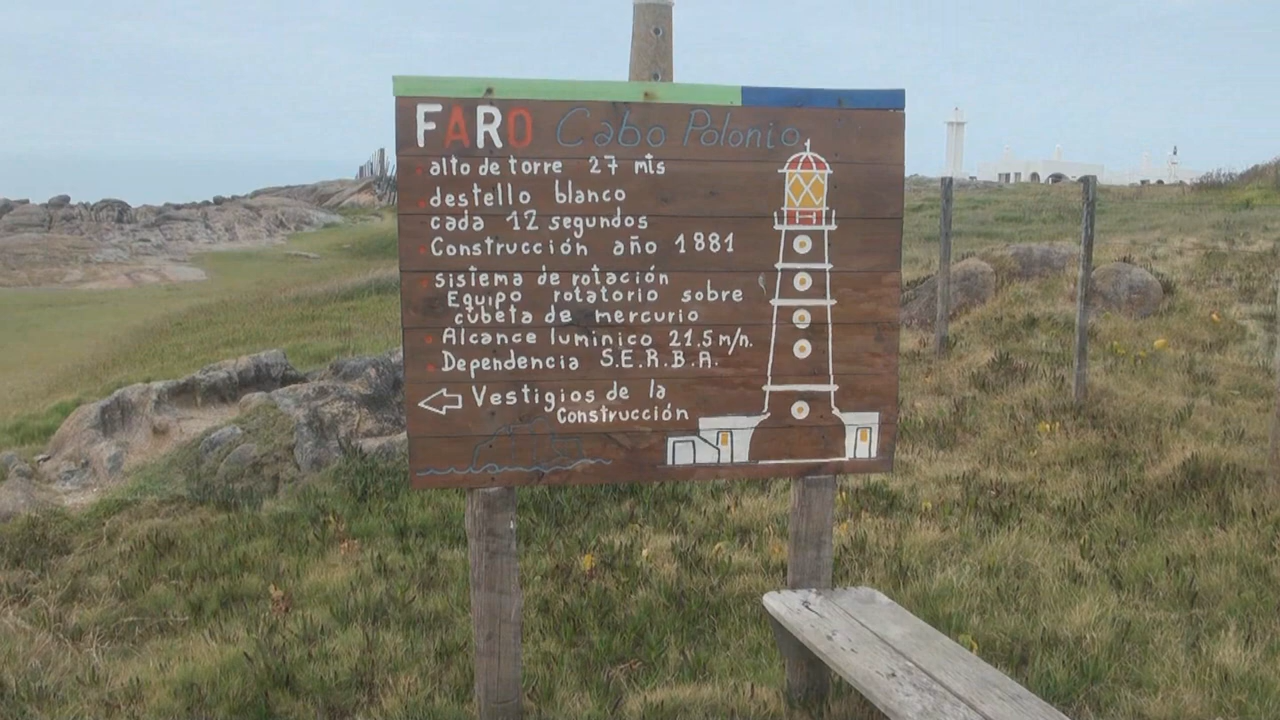 FARO Cabo Polonio
alto de torre 27 mts
destello blanco
cada 12 segundos
Construcción año 1881
sistema de rotación
Equipo rotatorio sobre
cubeta de mercurio
Alcance luminico 21.5 m/n.
Dependencia S.E.R.B.A.
Vestigios de la
Construcción